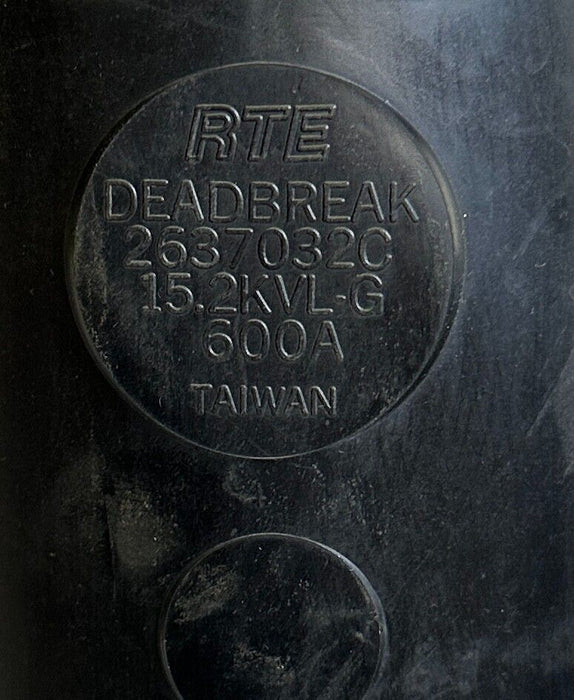 RTE
DEADBREAK
2637032C
15.2KVL-G
600A
TAIWAN